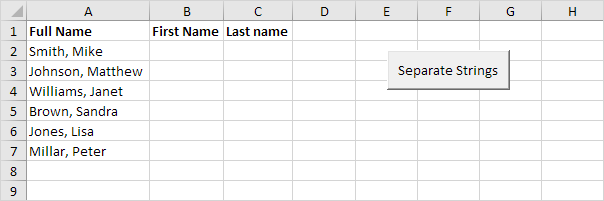 A B C D E F G H
1 Full Name First Name Last name
2 Smith, Mike
3 Johnson, Matthew Separate Strings
4 Williams, Janet
5 Brown, Sandra
6 Jones, Lisa
7 Millar, Peter
8
9